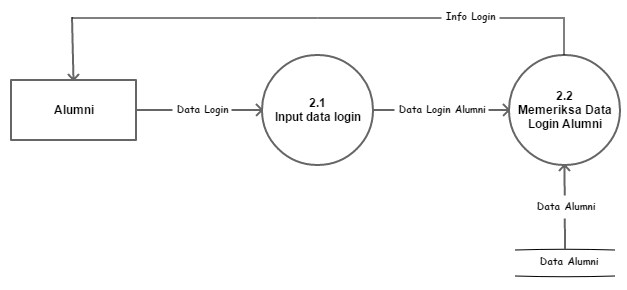 Info Login
Alumni
Data Login
2.1
Input data login
Data Login Alumni
2.2
Memeriksa Data
Login Alumni
Data Alumni
Data Alumni